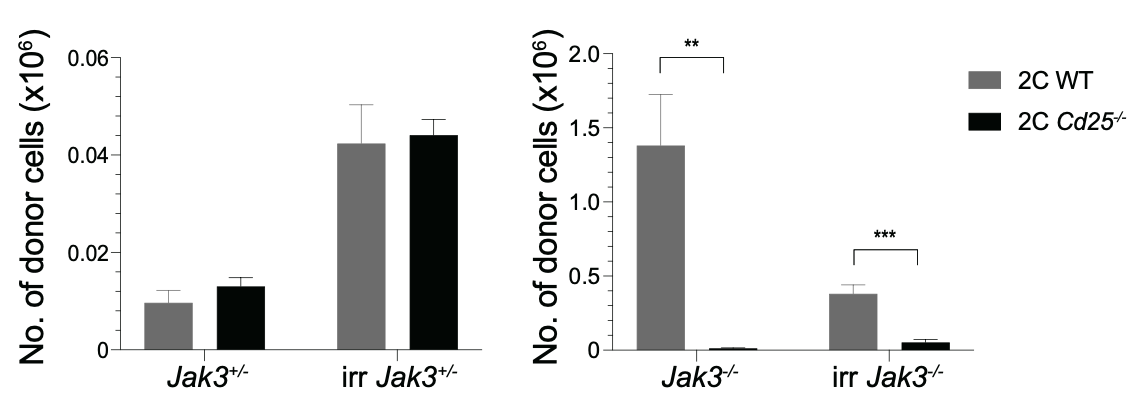 No. of donor cells (x10⁶)
0.06
0.04
0.02
0
Jak3⁺/⁻
irr Jak3⁺/⁻
No. of donor cells (x10⁶)
2.0
1.5
1.0
0.5
0
**
***
Jak3⁻/⁻
irr Jak3⁻/⁻
2C WT
2C Cd25⁻/⁻